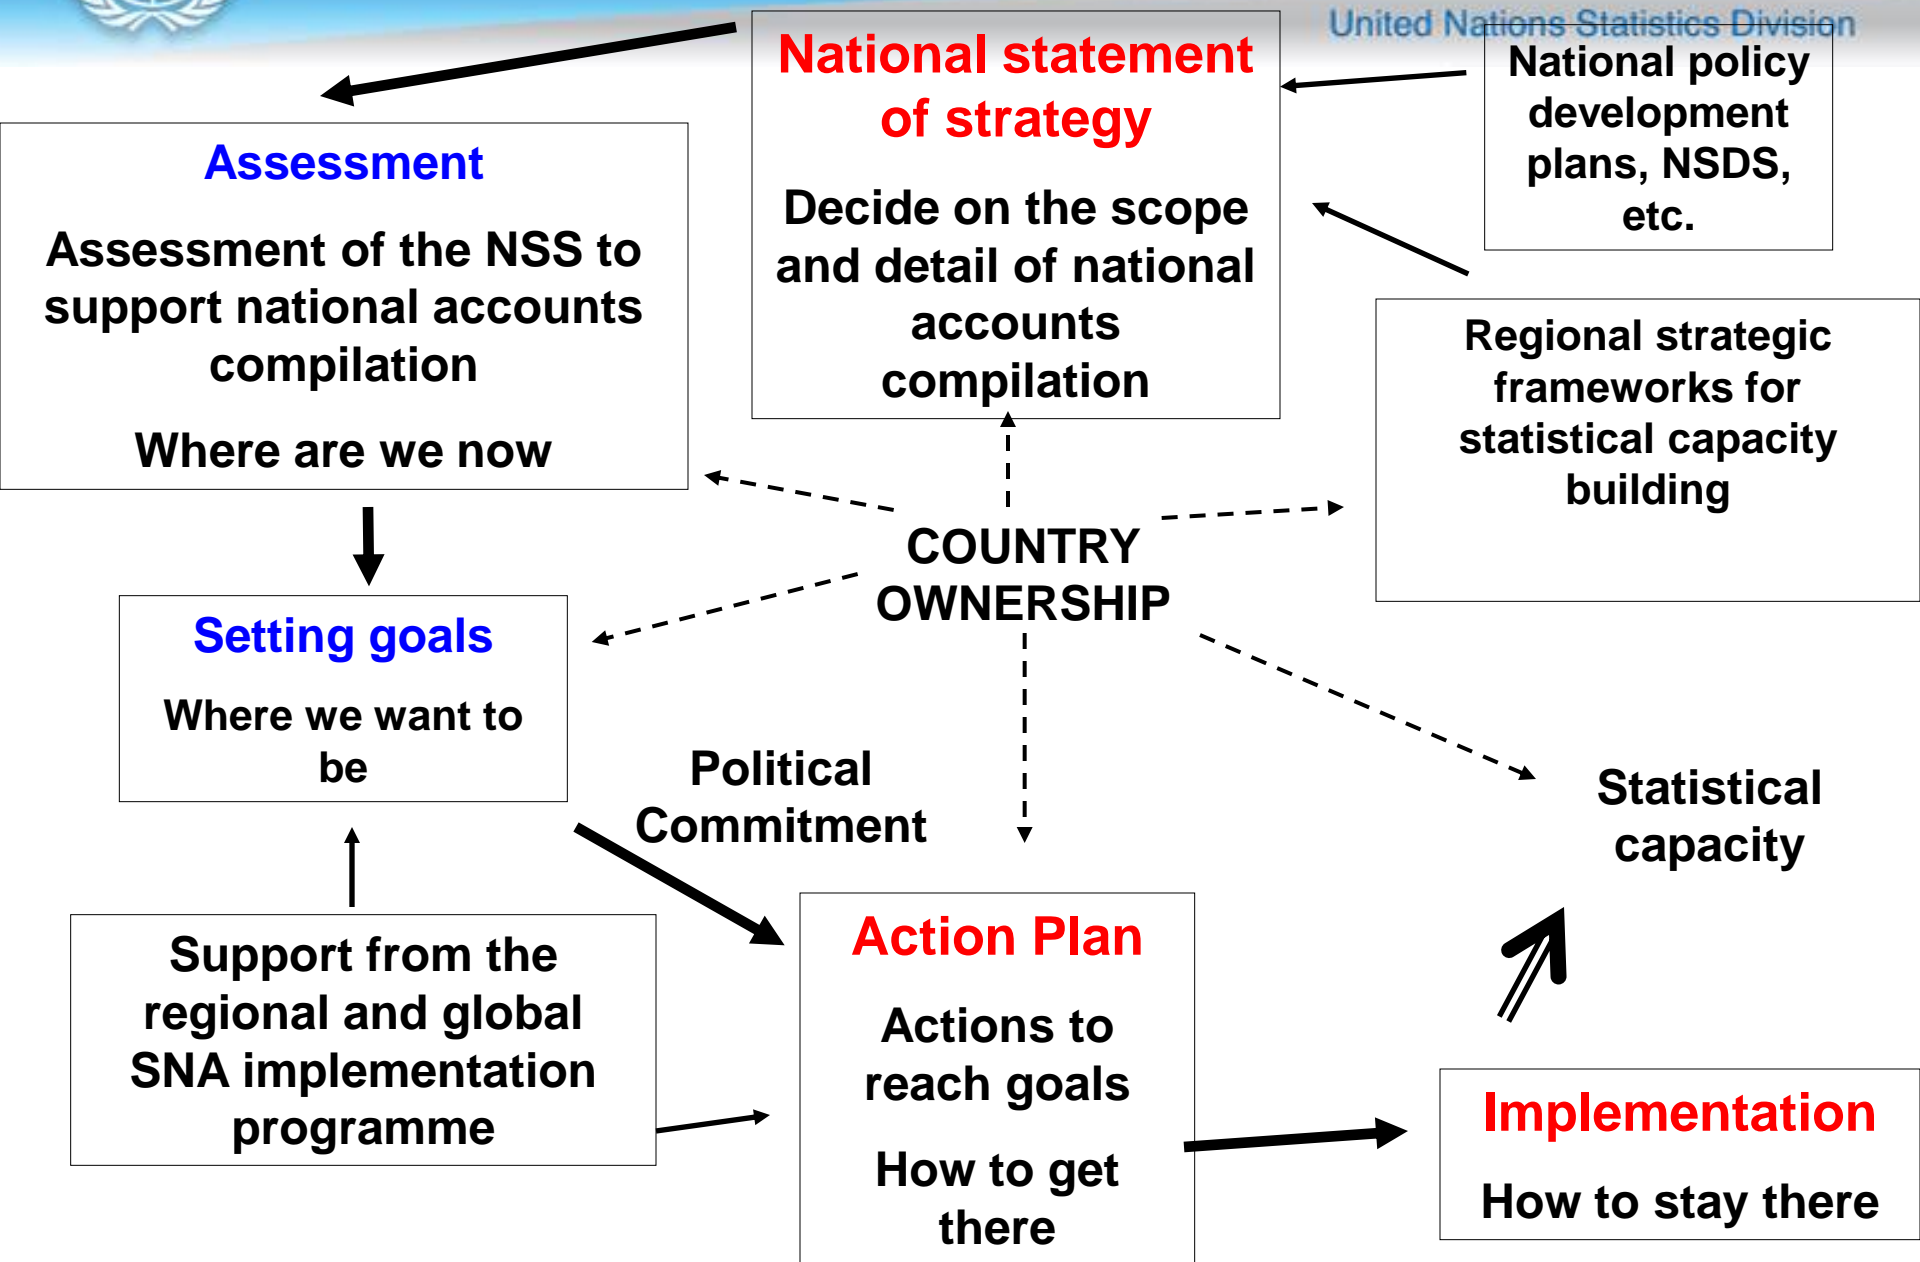 United Nations Statistics Division
National statement
of strategy
Decide on the scope
and detail of national
accounts
compilation
National policy
development
plans, NSDS,
etc.
Assessment
Assessment of the NSS to
support national accounts
compilation
Where are we now
Regional strategic
frameworks for
statistical capacity
building
COUNTRY
OWNERSHIP
Setting goals
Where we want to
be
Political
Commitment
Statistical
capacity
Support from the
regional and global
SNA implementation
programme
Action Plan
Actions to
reach goals
How to get
there
Implementation
How to stay there